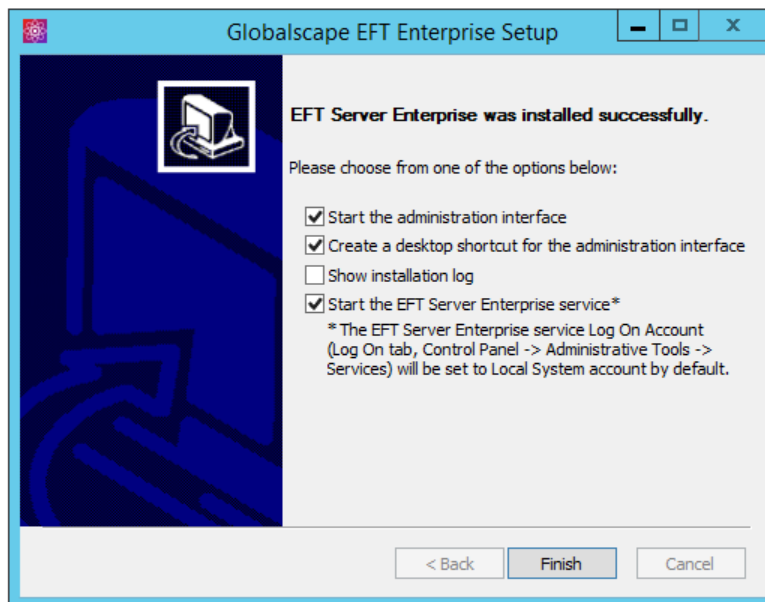 Globalscape EFT Enterprise Setup
EFT Server Enterprise was installed successfully.
Please choose from one of the options below:
Start the administration interface
Create a desktop shortcut for the administration interface
Show installation log
Start the EFT Server Enterprise service*
* The EFT Server Enterprise service Log On Account
(Log On tab, Control Panel -> Administrative Tools ->
Services) will be set to Local System account by default.
< Back
Finish
Cancel